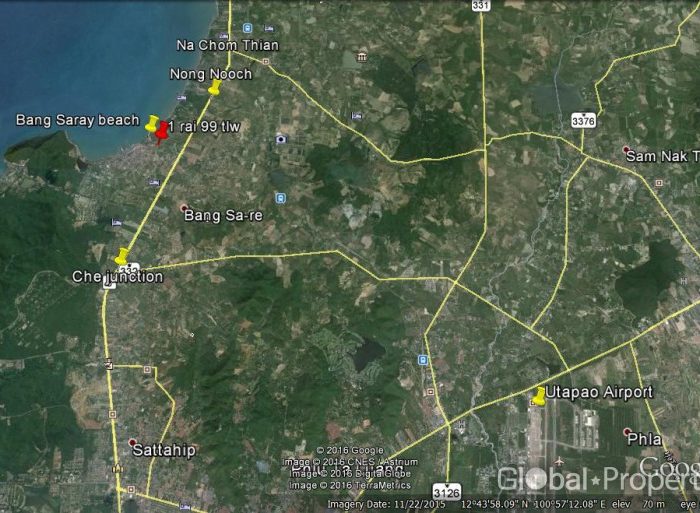 331
Na Chom Thian
Nong Nooch
Bang Saray beach
1 rai 99 tlw
3376
Sam Nak T
Bang Sa-re
332
Che junction
Utapao Airport
Sattahip
Phla
© 2016 Google
Image © 2016 CNES / Astrium
Image © 2016 DigitalGlobe
Image © 2016 TerraMetrics
Goog
Global Propert
3126
Imagery Date: 11/22/2015 12°43'58.09" N 100°57'12.08" E elev 70 m eye